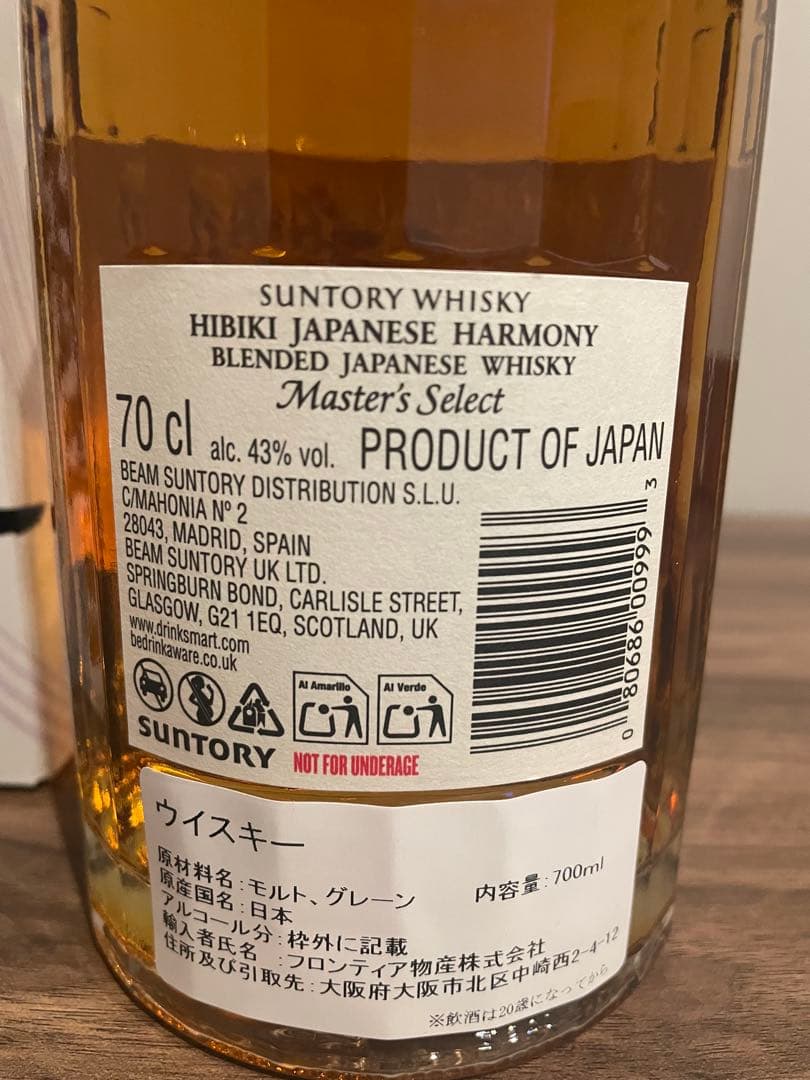 SUNTORY WHISKY
HIBIKI JAPANESE HARMONY
BLENDED JAPANESE WHISKY
Master's Select
70 cl alc. 43% vol. PRODUCT OF JAPAN
BEAM SUNTORY DISTRIBUTION S.L.U.
C/MAHONIA Nº 2
28043, MADRID, SPAIN
BEAM SUNTORY UK LTD.
SPRINGBURN BOND, CARLISLE STREET,
GLASGOW, G21 1EQ, SCOTLAND, UK
www.drinksmart.com
bedrinkaware.co.uk
0 80686 00999 3
Al Amarillo
Al Verde
SUNTORY
NOT FOR UNDERAGE
ウイスキー
原材料名:モルト、グレーン
内容量:700ml
原産国名:日本
アルコール分:枠外に記載
輸入者氏名 :フロンティア物産株式会社
住所及び引取先:大阪府大阪市北区中崎西2-4-12
※飲酒は20歳になってから